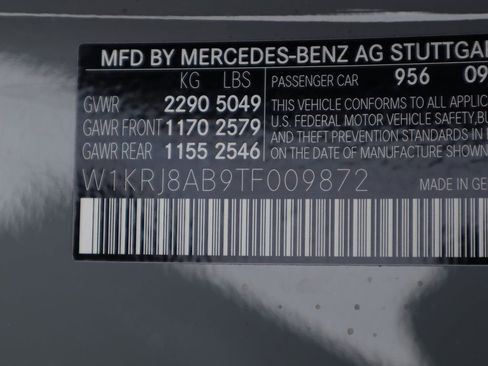 MFD BY MERCEDES-BENZ AG STUTTGA
KG LBS PASSENGER CAR 956 09
GVWR 2290 5049 THIS VEHICLE CONFORMS TO ALL APPLIC
GAWR FRONT 1170 2579 U.S. FEDERAL MOTOR VEHICLE SAFETY, BU
GAWR REAR 1155 2546 AND THEFT PREVENTION STANDARDS IN
THE DATE OF MANUFACTURE SHOWN
W1KRJ8AB9TF009872 MADE IN GE